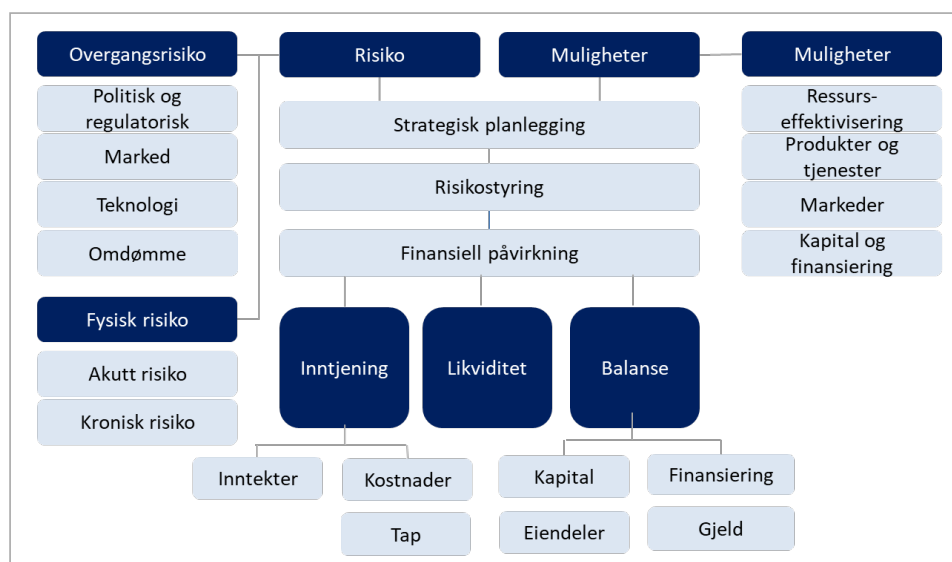 Overgangsrisiko
Risiko
Muligheter
Muligheter
Politisk og
regulatorisk
Marked
Teknologi
Omdømme
Fysisk risiko
Akutt risiko
Kronisk risiko
Strategisk planlegging
Risikostyring
Finansiell påvirkning
Inntjening
Likviditet
Balanse
Inntekter
Kostnader
Tap
Kapital
Eiendeler
Finansiering
Gjeld
Ressurs-
effektivisering
Produkter og
tjenester
Markeder
Kapital og
finansiering